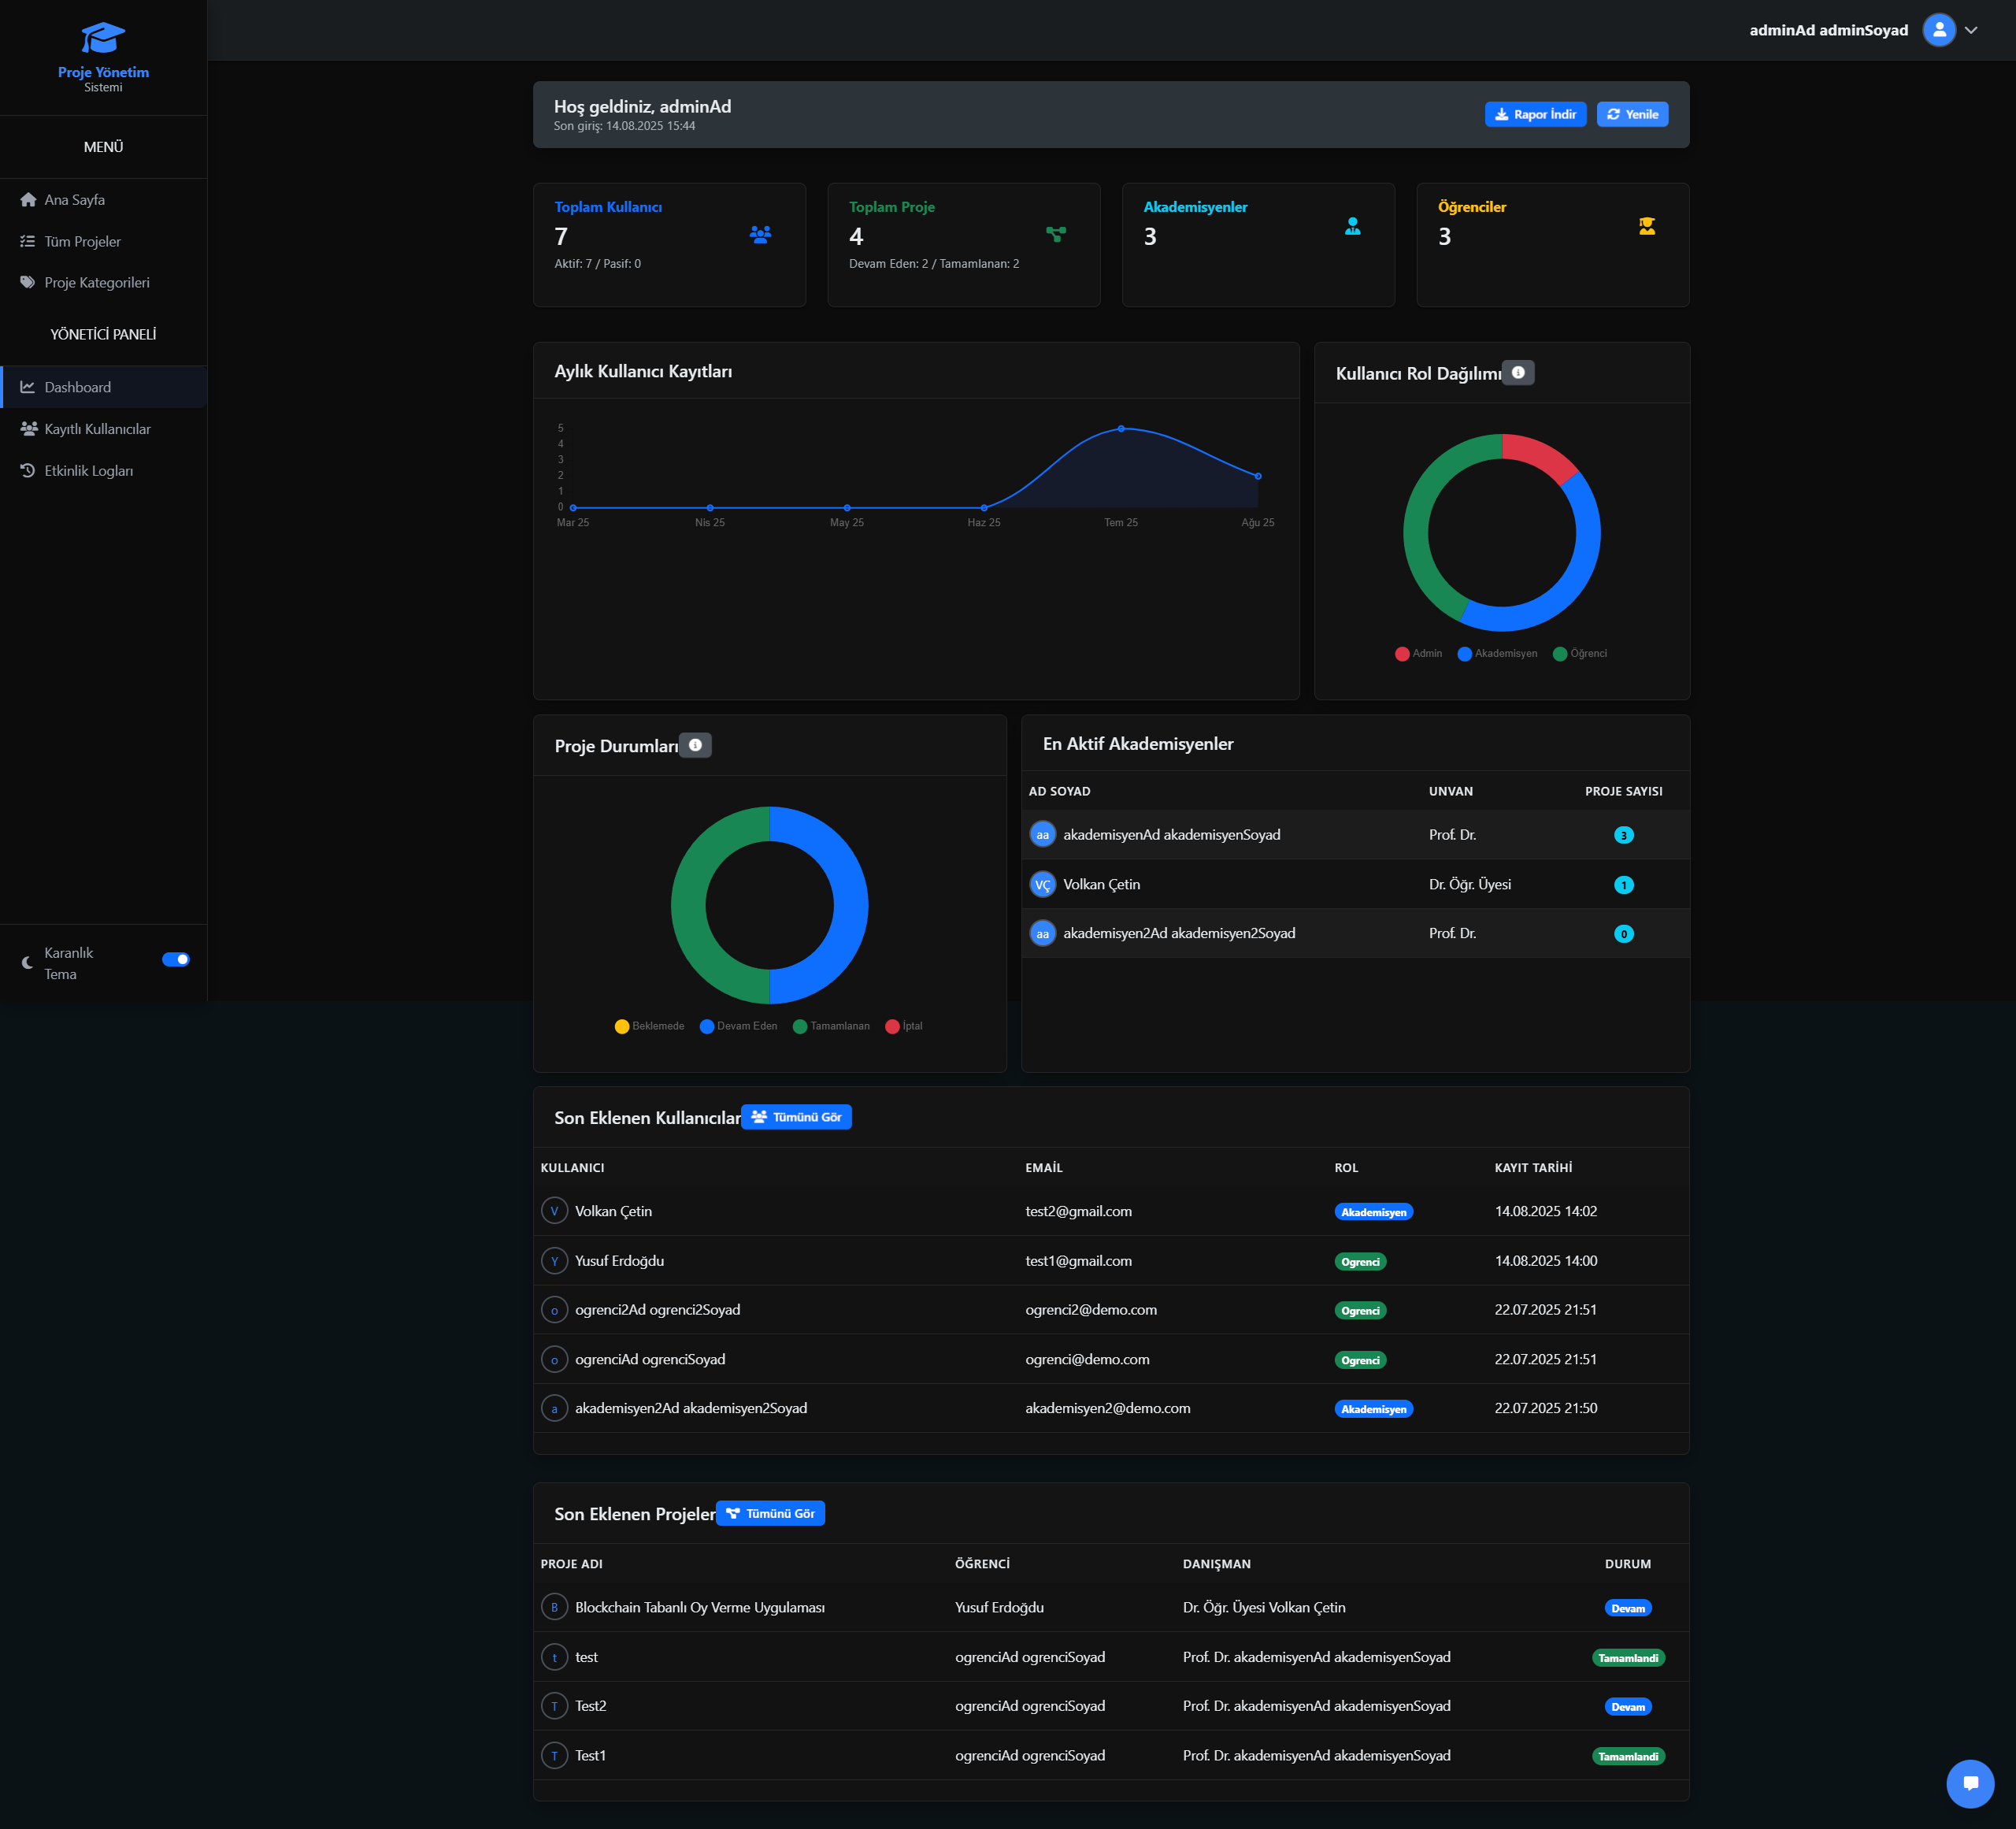 Proje Yönetim
Sistemi
MENÜ
Ana Sayfa
Tüm Projeler
Proje Kategorileri
YÖNETİCİ PANELİ
Dashboard
Kayıtlı Kullanıcılar
Etkinlik Logları
Karanlık
Tema
adminAd adminSoyad
Hoş geldiniz, adminAd
Son giriş: 14.08.2025 15:44
Rapor İndir
Yenile
Toplam Kullanıcı
7
Aktif: 7 / Pasif: 0
Toplam Proje
4
Devam Eden: 2 / Tamamlanan: 2
Akademisyenler
3
Öğrenciler
3
Aylık Kullanıcı Kayıtları
5
4
3
2
1
0
Mar 25 Nis 25 May 25 Haz 25 Tem 25 Ağu 25
Kullanıcı Rol Dağılımı
Admin Akademisyen Öğrenci
Proje Durumları
Beklemede Devam Eden Tamamlanan İptal
En Aktif Akademisyenler
AD SOYAD UNVAN PROJE SAYISI
aa akademisyenAd akademisyenSoyad Prof. Dr. 3
VÇ Volkan Çetin Dr. Öğr. Üyesi 1
aa akademisyen2Ad akademisyen2Soyad Prof. Dr. 0
Son Eklenen Kullanıcılar Tümünü Gör
KULLANICI EMAİL ROL KAYIT TARİHİ
V Volkan Çetin test2@gmail.com Akademisyen 14.08.2025 14:02
Y Yusuf Erdoğdu test1@gmail.com Ogrenci 14.08.2025 14:00
o ogrenci2Ad ogrenci2Soyad ogrenci2@demo.com Ogrenci 22.07.2025 21:51
o ogrenciAd ogrenciSoyad ogrenci@demo.com Ogrenci 22.07.2025 21:51
a akademisyen2Ad akademisyen2Soyad akademisyen2@demo.com Akademisyen 22.07.2025 21:50
Son Eklenen Projeler Tümünü Gör
PROJE ADI ÖĞRENCİ DANIŞMAN DURUM
B Blockchain Tabanlı Oy Verme Uygulaması Yusuf Erdoğdu Dr. Öğr. Üyesi Volkan Çetin Devam
t test ogrenciAd ogrenciSoyad Prof. Dr. akademisyenAd akademisyenSoyad Tamamlandi
T Test2 ogrenciAd ogrenciSoyad Prof. Dr. akademisyenAd akademisyenSoyad Devam
T Test1 ogrenciAd ogrenciSoyad Prof. Dr. akademisyenAd akademisyenSoyad Tamamlandi